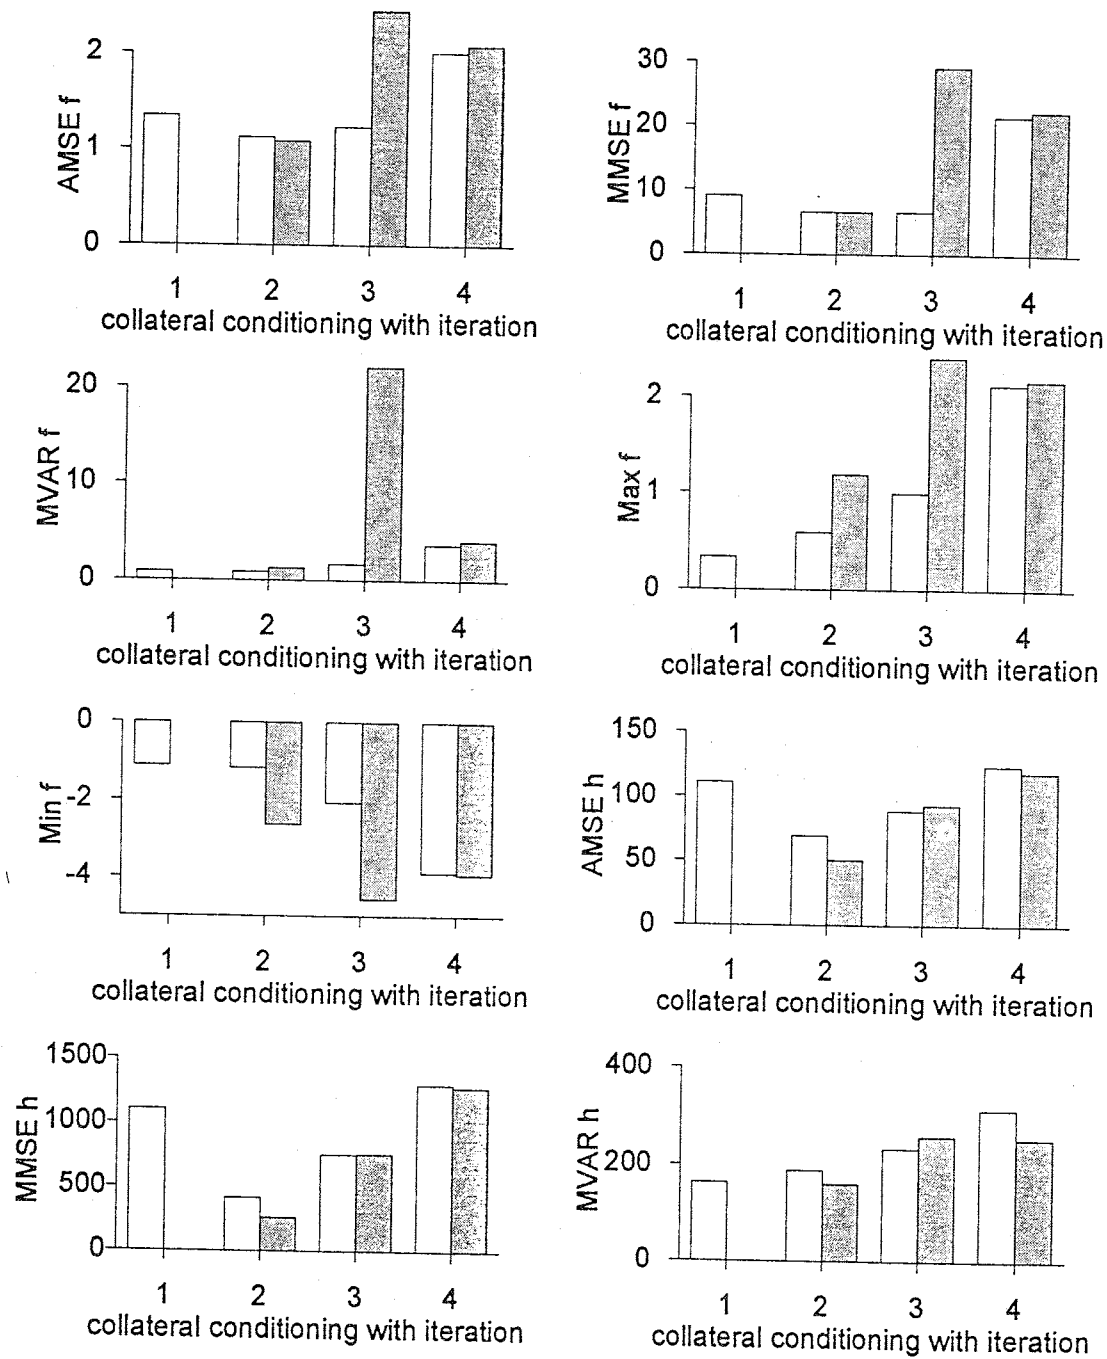 AMSE f
2
1
0
1 2 3 4
collateral conditioning with iteration
MMSE f
30
20
10
0
1 2 3 4
collateral conditioning with iteration
MVAR f
20
10
0
1 2 3 4
collateral conditioning with iteration
Max f
2
1
0
1 2 3 4
collateral conditioning with iteration
Min f
0
-2
-4
1 2 3 4
collateral conditioning with iteration
AMSE h
150
100
50
0
1 2 3 4
collateral conditioning with iteration
MMSE h
1500
1000
500
0
1 2 3 4
collateral conditioning with iteration
MVAR h
400
200
0
1 2 3 4
collateral conditioning with iteration